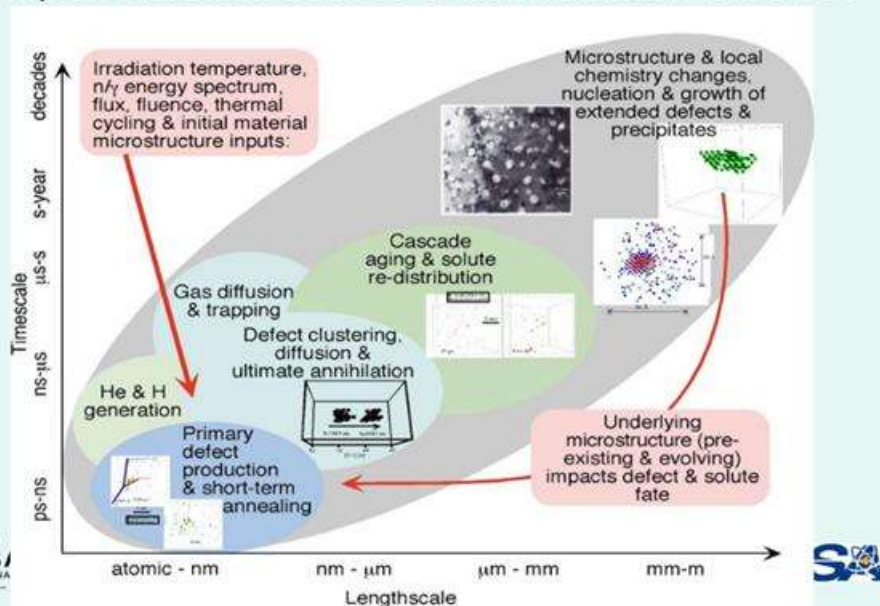 decades
s-year
μs-s
ns-μs
ps-ns
Timescale
Irradiation temperature,
n/γ energy spectrum,
flux, fluence, thermal
cycling & initial material
microstructure inputs:
Microstructure & local
chemistry changes,
nucleation & growth of
extended defects &
precipitates
Cascade
aging & solute
re-distribution
Gas diffusion
& trapping
Defect clustering,
diffusion &
ultimate annihilation
He & H
generation
Primary
defect
production
& short-term
annealing
Underlying
microstructure (pre-
existing & evolving)
impacts defect & solute
fate
atomic - nm
nm - μm
μm - mm
mm-m
Lengthscale